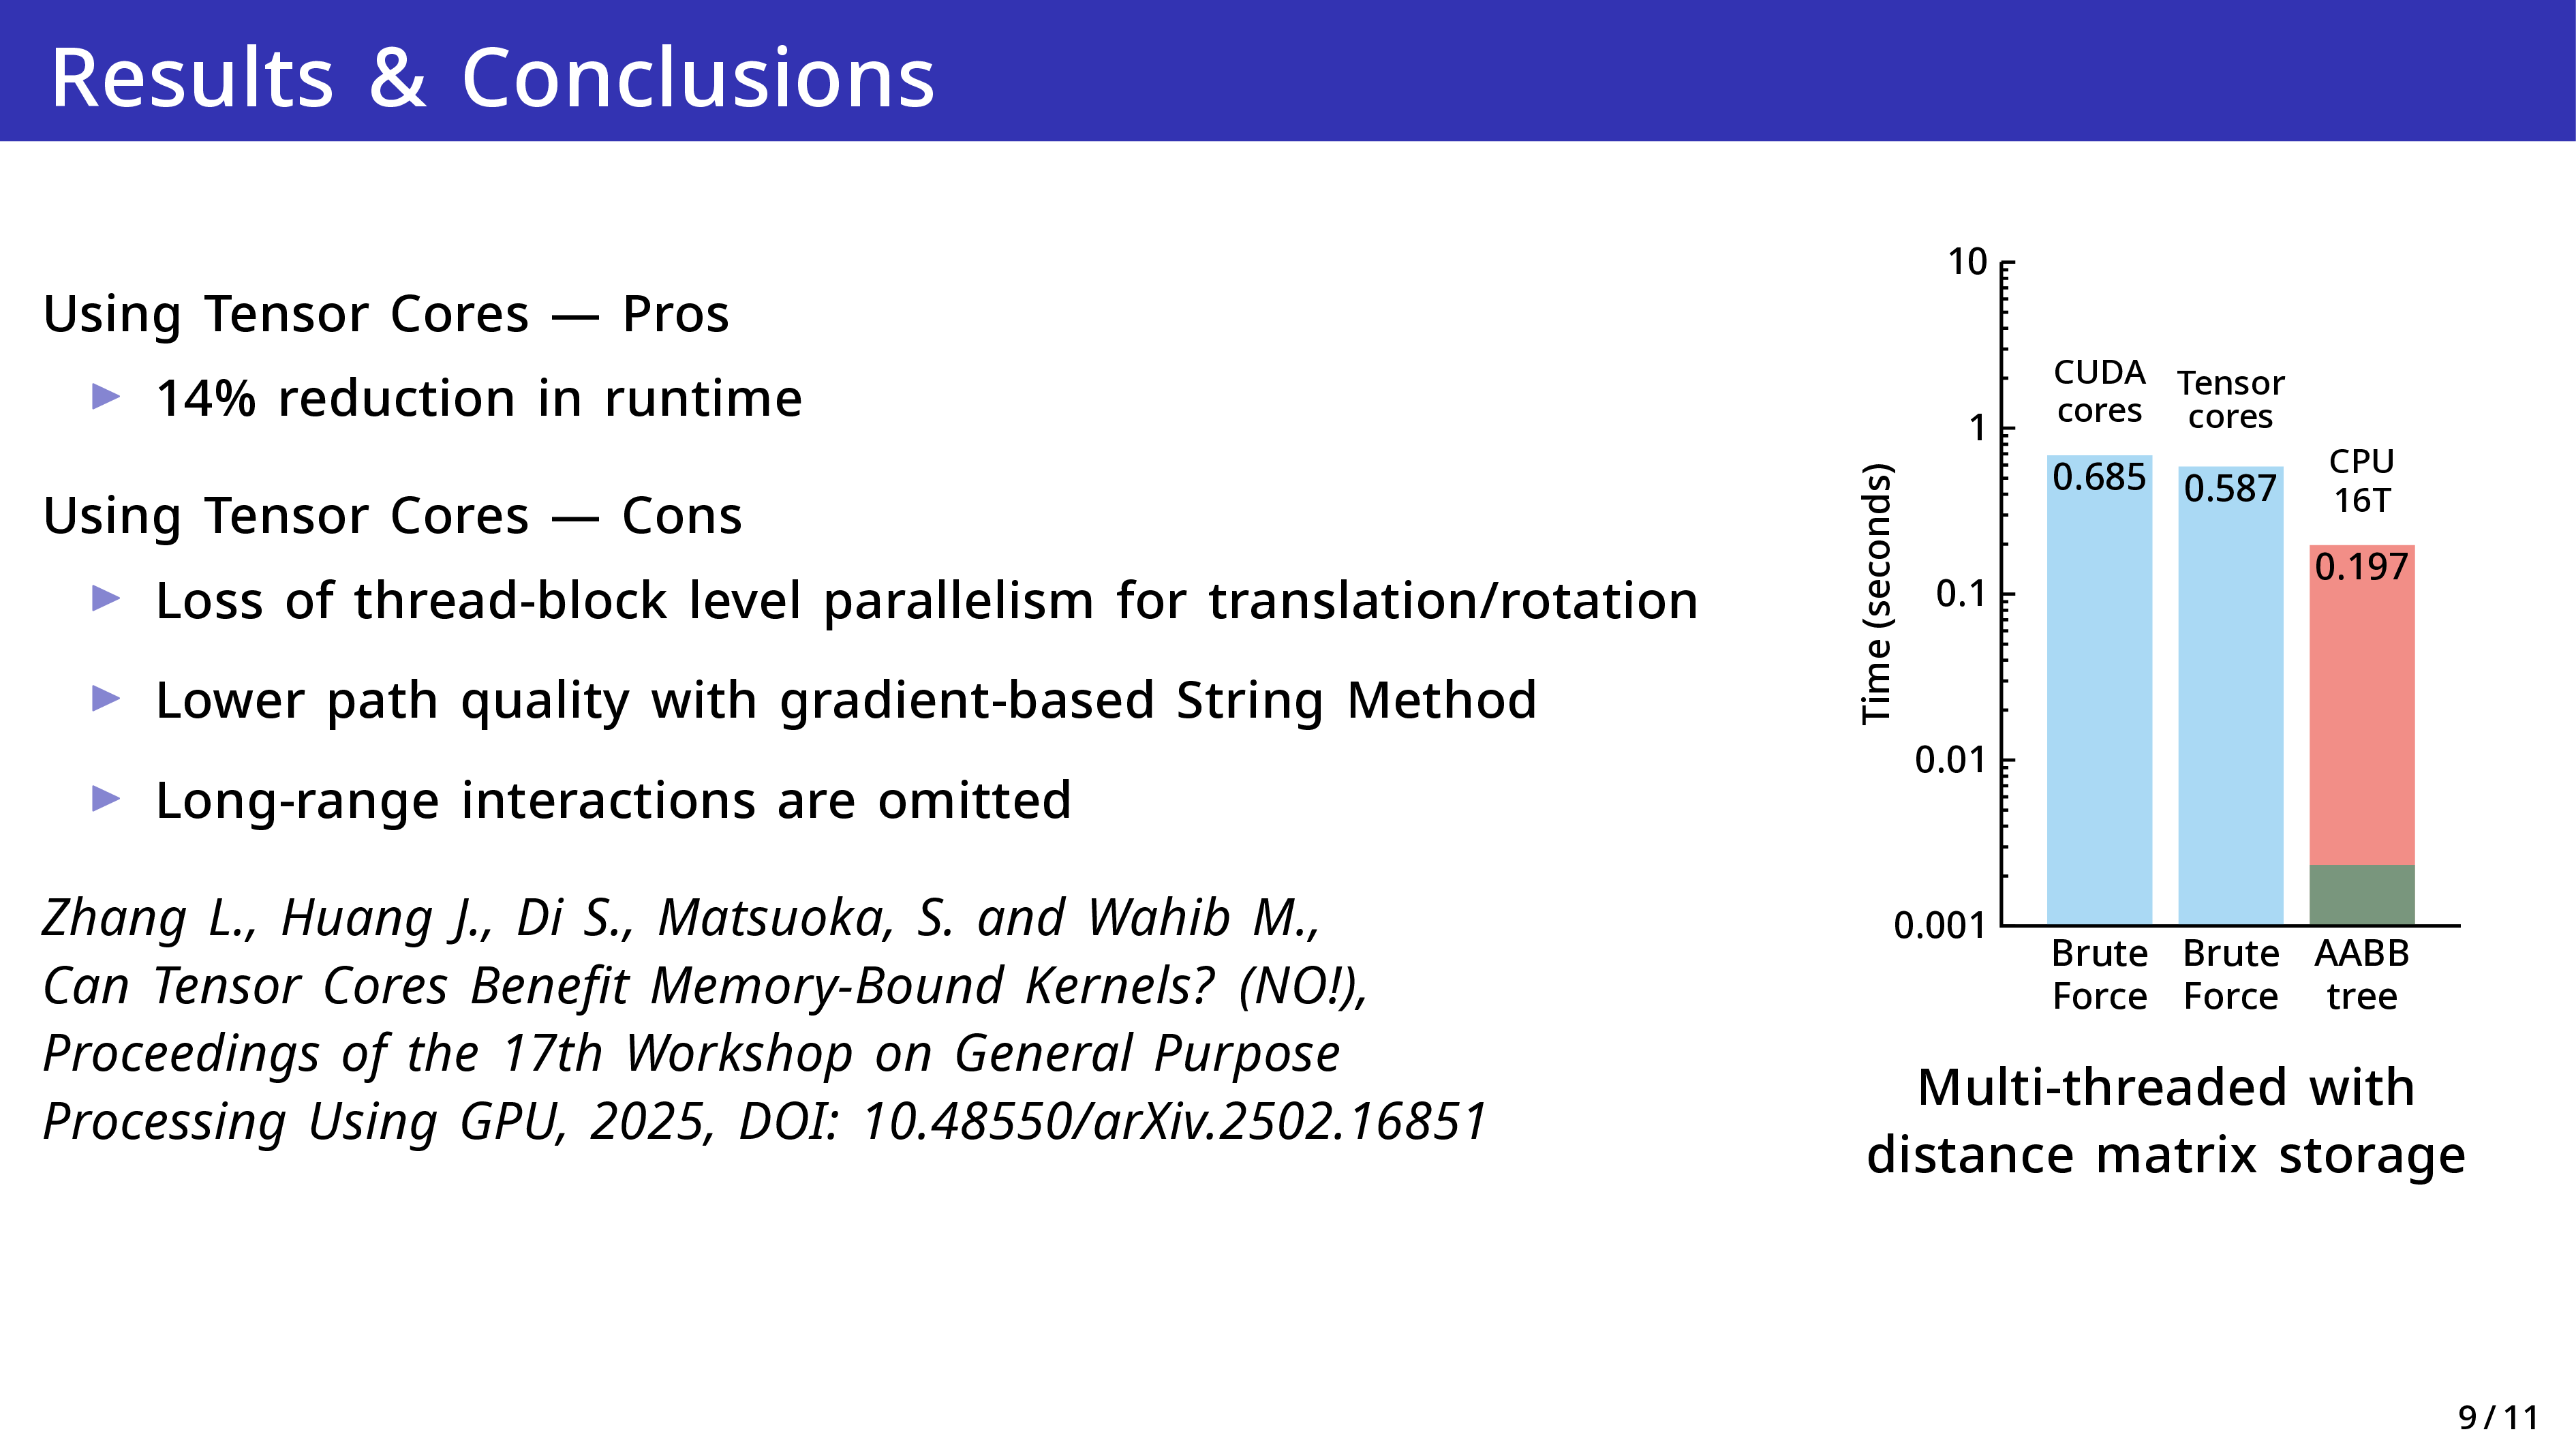 Results & Conclusions
Using Tensor Cores — Pros
14% reduction in runtime
Using Tensor Cores — Cons
Loss of thread-block level parallelism for translation/rotation
Lower path quality with gradient-based String Method
Long-range interactions are omitted
Zhang L., Huang J., Di S., Matsuoka, S. and Wahib M.,
Can Tensor Cores Benefit Memory-Bound Kernels? (NO!),
Proceedings of the 17th Workshop on General Purpose
Processing Using GPU, 2025, DOI: 10.48550/arXiv.2502.16851
Time (seconds)
10
1
0.1
0.01
0.001
CUDA
cores
0.685
Tensor
cores
0.587
CPU
16T
0.197
Brute
Force
Brute
Force
AABB
tree
Multi-threaded with
distance matrix storage
9 / 11